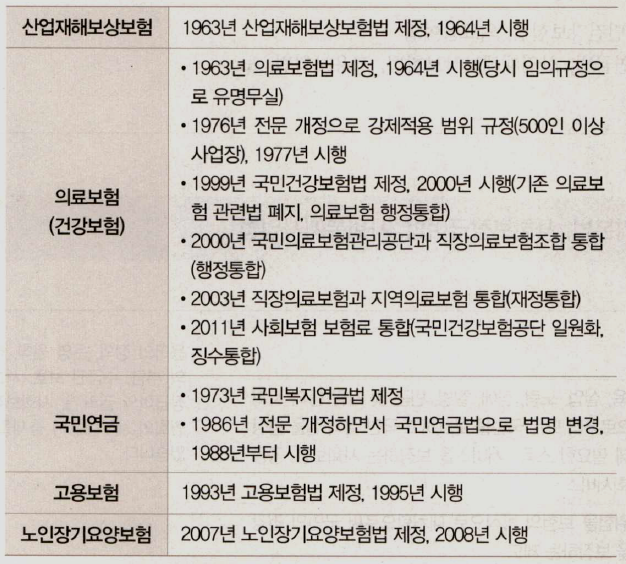 산업재해보상보험
1963년 산업재해보상보험법 제정, 1964년 시행
의료보험
(건강보험)
• 1963년 의료보험법 제정, 1964년 시행(당시 임의규정으
로 유명무실)
• 1976년 전문 개정으로 강제적용 범위 규정(500인 이상
사업장), 1977년 시행
• 1999년 국민건강보험법 제정, 2000년 시행(기존 의료보
험 관련법 폐지, 의료보험 행정통합)
• 2000년 국민의료보험관리공단과 직장의료보험조합 통합
(행정통합)
• 2003년 직장의료보험과 지역의료보험 통합(재정통합)
• 2011년 사회보험 보험료 통합(국민건강보험공단 일원화,
징수통합)
국민연금
• 1973년 국민복지연금법 제정
• 1986년 전문 개정하면서 국민연금법으로 법명 변경,
1988년부터 시행
고용보험
1993년 고용보험법 제정, 1995년 시행
노인장기요양보험
2007년 노인장기요양보험법 제정, 2008년 시행